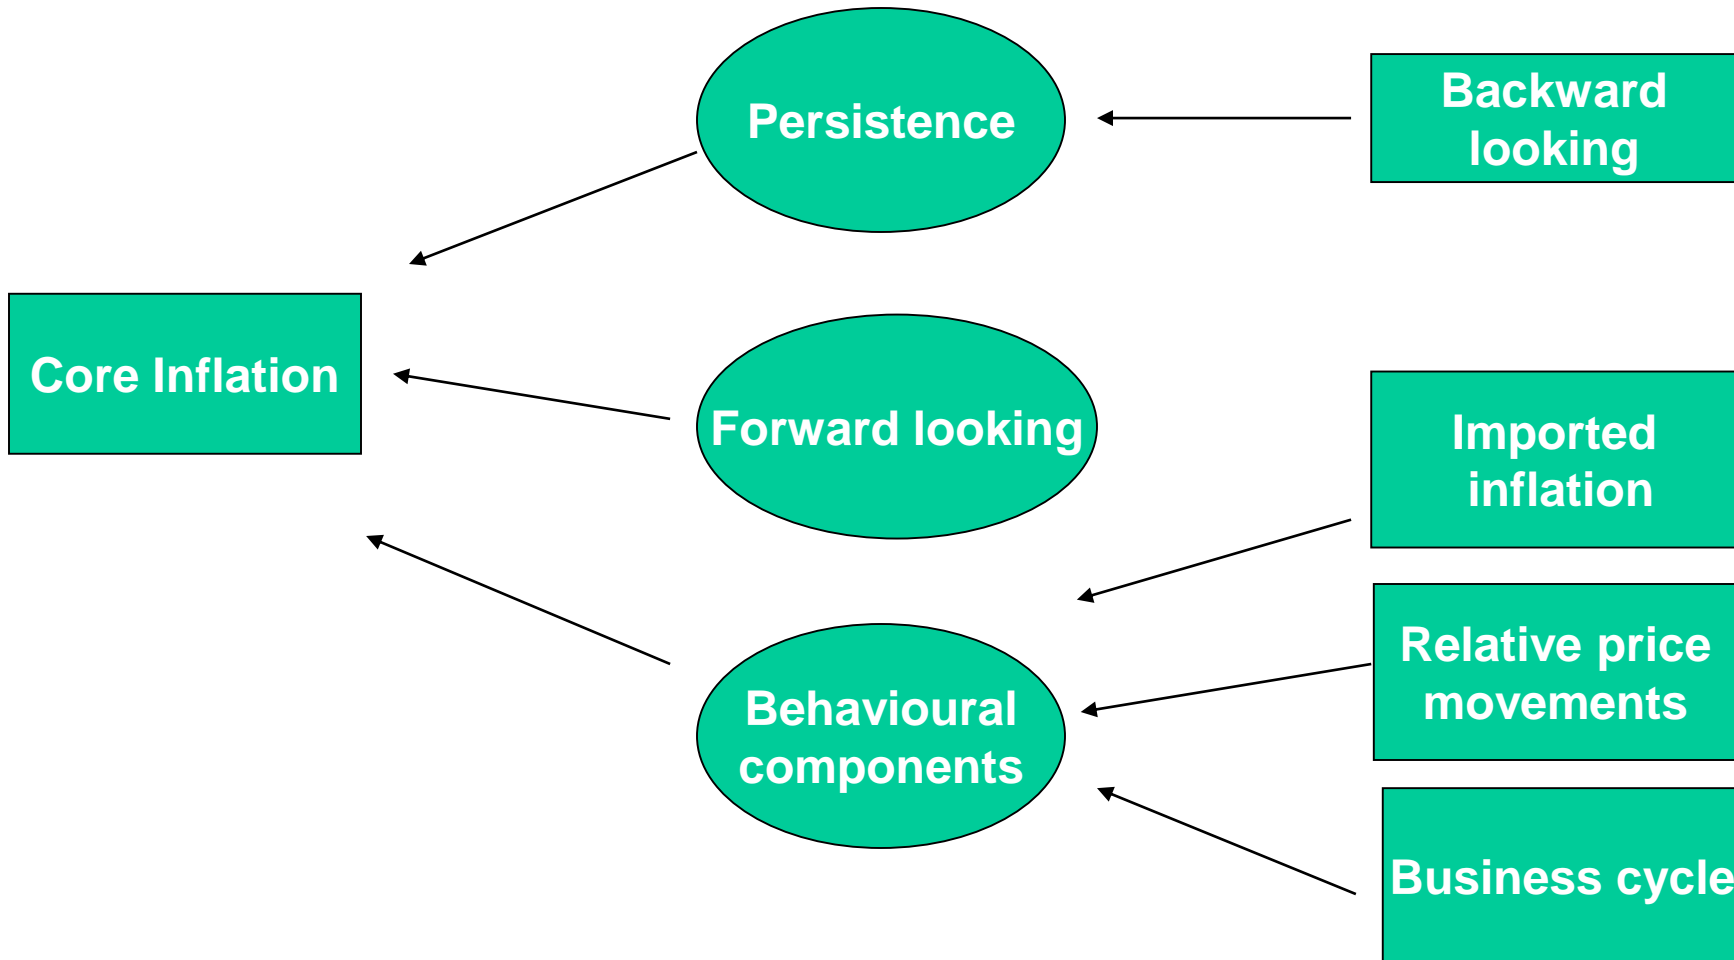 Persistence
Backward
looking
Core Inflation
Forward looking
Imported
inflation
Relative price
movements
Behavioural
components
Business cycle